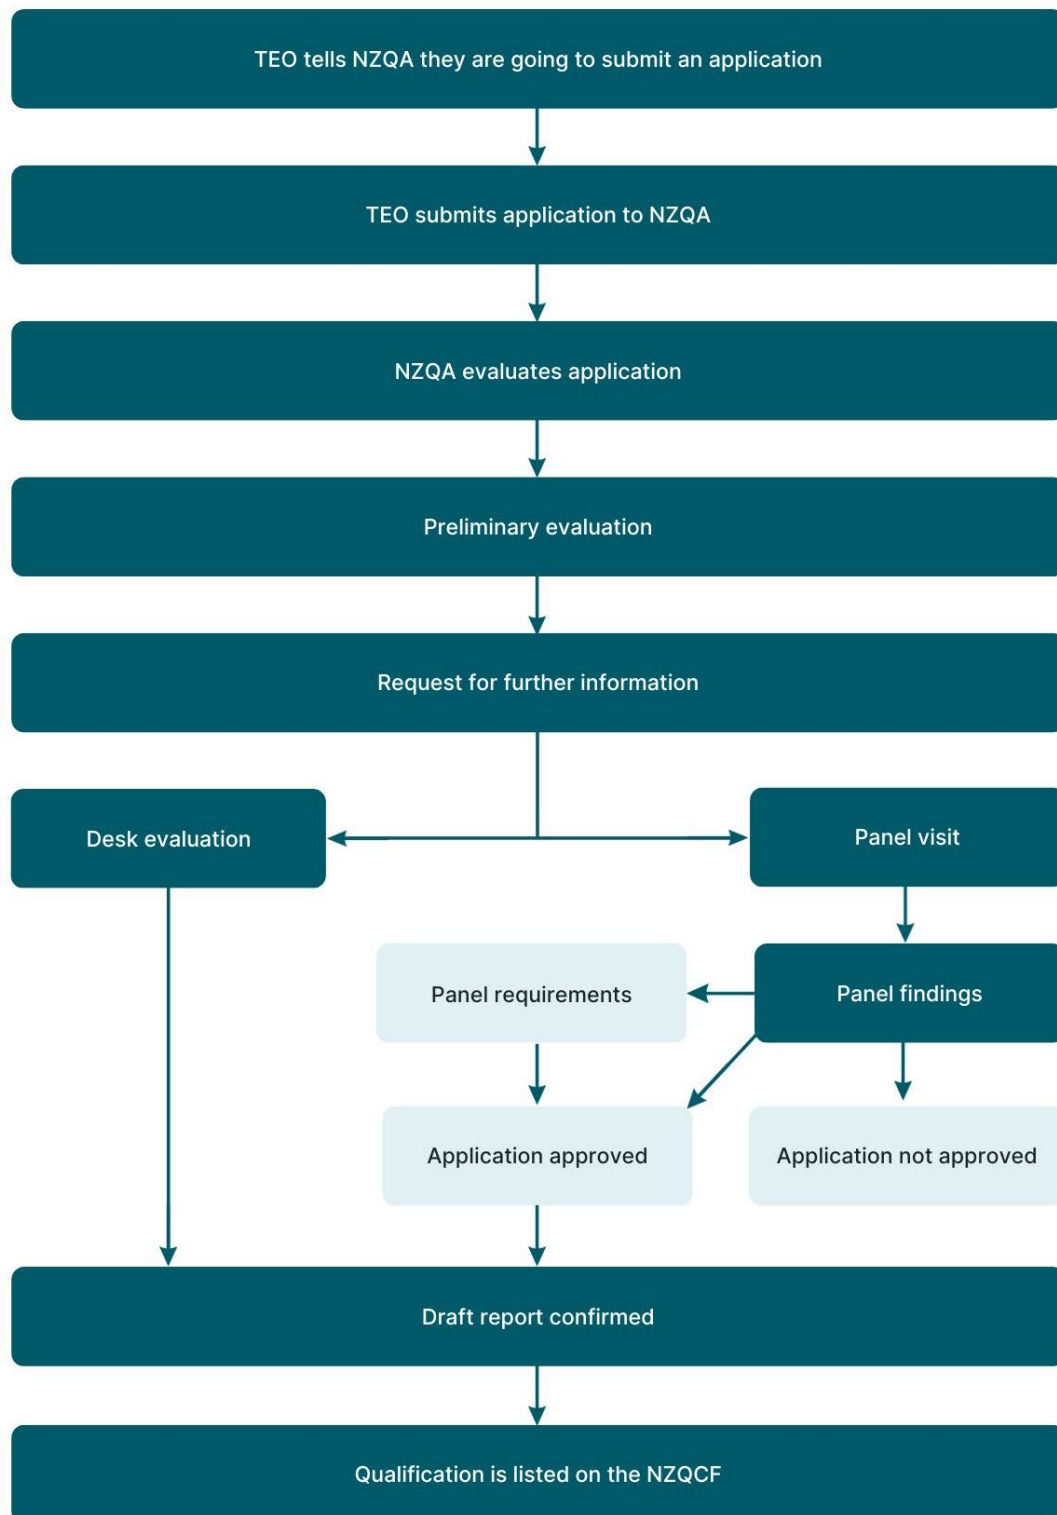 TEO tells NZQA they are going to submit an application
TEO submits application to NZQA
NZQA evaluates application
Preliminary evaluation
Request for further information
Desk evaluation
Panel visit
Panel requirements
Panel findings
Application approved
Application not approved
Draft report confirmed
Qualification is listed on the NZQCF